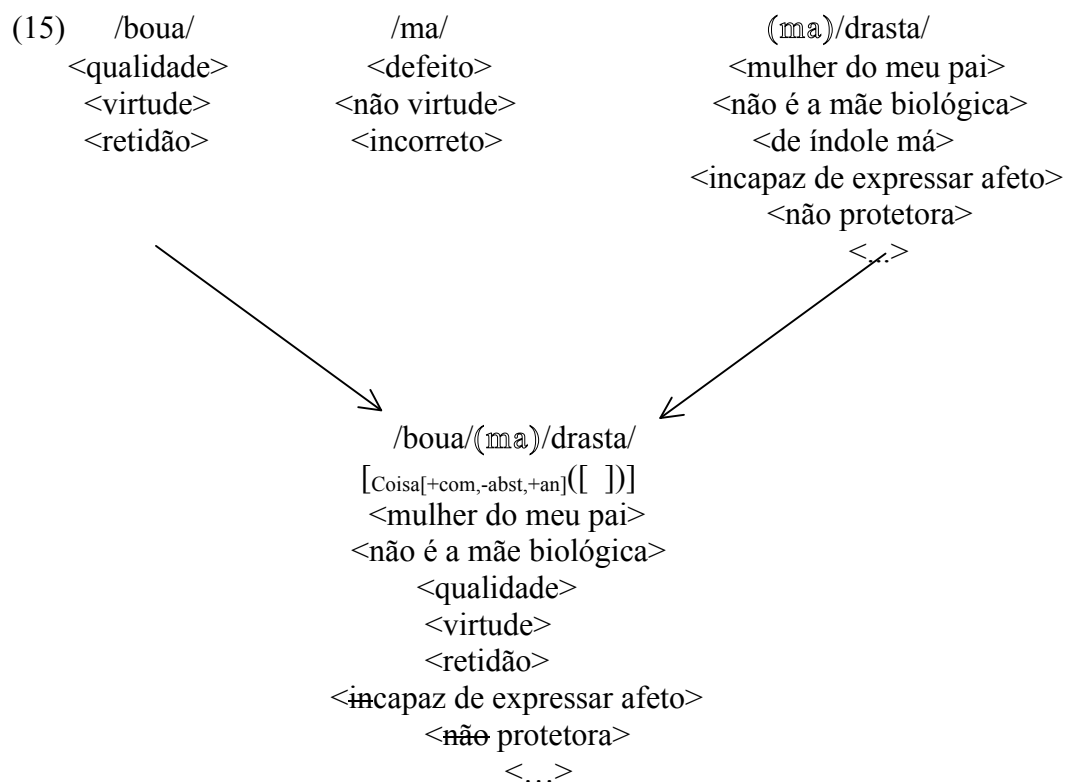 (15) /boua/ /ma/ (ma)/drasta/
<qualidade> <defeito> <mulher do meu pai>
<virtude> <não virtude> <não é a mãe biológica>
<retidão> <incorreto> <de índole má>
<incapaz de expressar afeto>
<não protetora>
<...>
/boua/(ma)/drasta/
[Coisa[+com,-abst,+an]([ ])]
<mulher do meu pai>
<não é a mãe biológica>
<qualidade>
<virtude>
<retidão>
<incapaz de expressar afeto>
<não protetora>
<…>